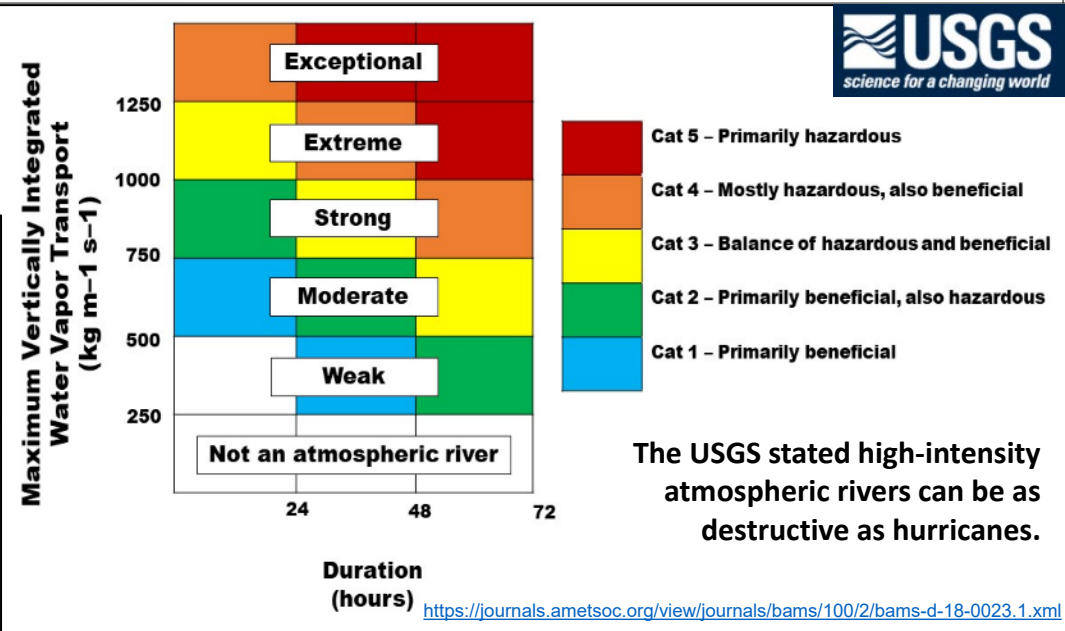 USGS
science for a changing world
Maximum Vertically Integrated
Water Vapor Transport
(kg m–1 s–1)
1250
1000
750
500
250
Exceptional
Extreme
Strong
Moderate
Weak
Not an atmospheric river
24
48
72
Duration
(hours)
Cat 5 – Primarily hazardous
Cat 4 – Mostly hazardous, also beneficial
Cat 3 – Balance of hazardous and beneficial
Cat 2 – Primarily beneficial, also hazardous
Cat 1 – Primarily beneficial
The USGS stated high-intensity
atmospheric rivers can be as
destructive as hurricanes.
https://journals.ametsoc.org/view/journals/bams/100/2/bams-d-18-0023.1.xml